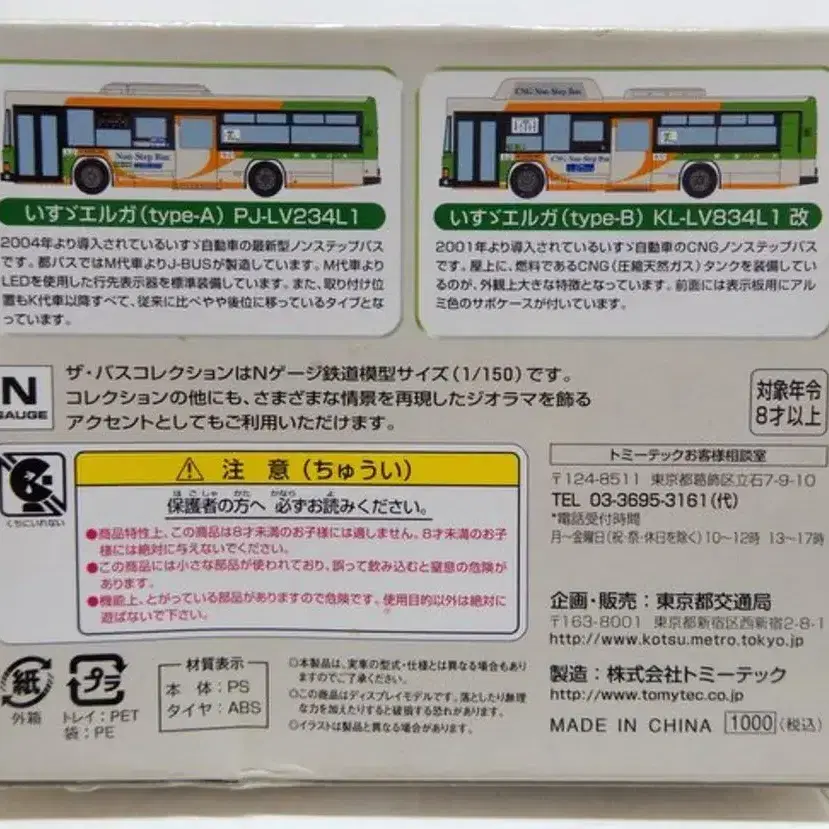 CNG Non Step Bus
Non-Step Bus
CNG Non-Step Bus
いすゞエルガ(type-A) PJ-LV234L1
2004年より導入されているいすゞ自動車の最新型ノンステップバス
です。都バスではM代車よりJ-BUSが製造しています。M代車より
LEDを使用した行先表示器を標準装備しています。また、取り付け位
置もK代車以降すべて、従来に比べやや後位に移っているタイプとな
っています。
いすゞエルガ(type-B) KL-LV834L1 改
2001年より導入されているいすゞ自動車のCNGノンステップバス
です。屋上に、燃料であるCNG(圧縮天然ガス)タンクを装備してい
るのが、外観上大きな特徴となっています。前面には表示板用にアル
ミ色のサボケースが付いています。
N
GAUGE
ザ・バスコレクションはNゲージ鉄道模型サイズ(1/150)です。
コレクションの他にも、さまざまな情景を再現したジオラマを飾る
アクセントとしてもご利用いただけます。
対象年令
8才以上
くちにいれない
注 意(ちゅうい)
保護者の方へ 必ずお読みください。
ほごしゃ かた かなら よ
●商品特性上、この商品は8才未満のお子様には適しません。8才未満のお子
様には絶対に与えないでください。
●この商品には小さな部品が使われており、誤って飲み込むと窒息の危険が
あります。
●機能上、とがっている部品がありますので危険です。使用目的以外は絶対に
遊ばないで下さい。
トミーテックお客様相談室
〒124-8511 東京都葛飾区立石7-9-10
TEL 03-3695-3161(代)
*電話受付時間
月〜金曜日(祝・祭・休日を除く)10〜12時 13〜17時
企画・販売：東京都交通局
〒163-8001 東京都新宿区西新宿2-8-1
http://www.kotsu.metro.tokyo.jp
製造：株式会社トミーテック
http://www.tomytec.co.jp
MADE IN CHINA 1000(税込)
紙
外箱
プラ
トレイ：PET
袋：PE
材質表示
本 体：PS
タイヤ：ABS
◎本製品は、実車の型式・仕様とは異なる場合もあり
ますのでご了承ください。
◎この商品はディスプレイモデルです。落としたり無理
な力を加えたりすると破損する恐れがあります。
◎イラストは製品と異なる場合があります。